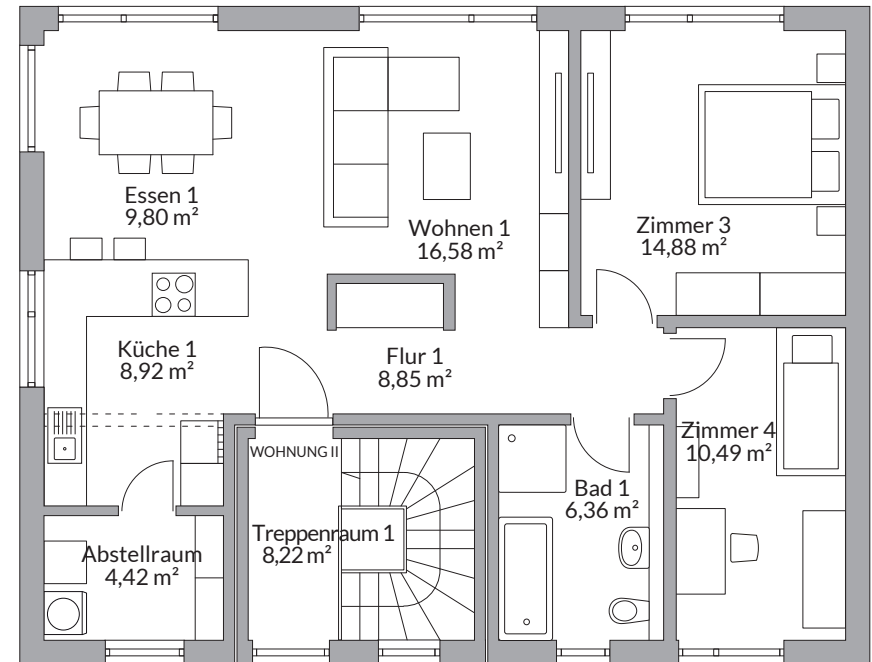 Essen 1
9,80 m²
Wohnen 1
16,58 m²
Zimmer 3
14,88 m²
Küche 1
8,92 m²
Flur 1
8,85 m²
Zimmer 4
10,49 m²
WOHNUNG II
Bad 1
6,36 m²
Treppenraum 1
8,22 m²
Abstellraum
4,42 m²